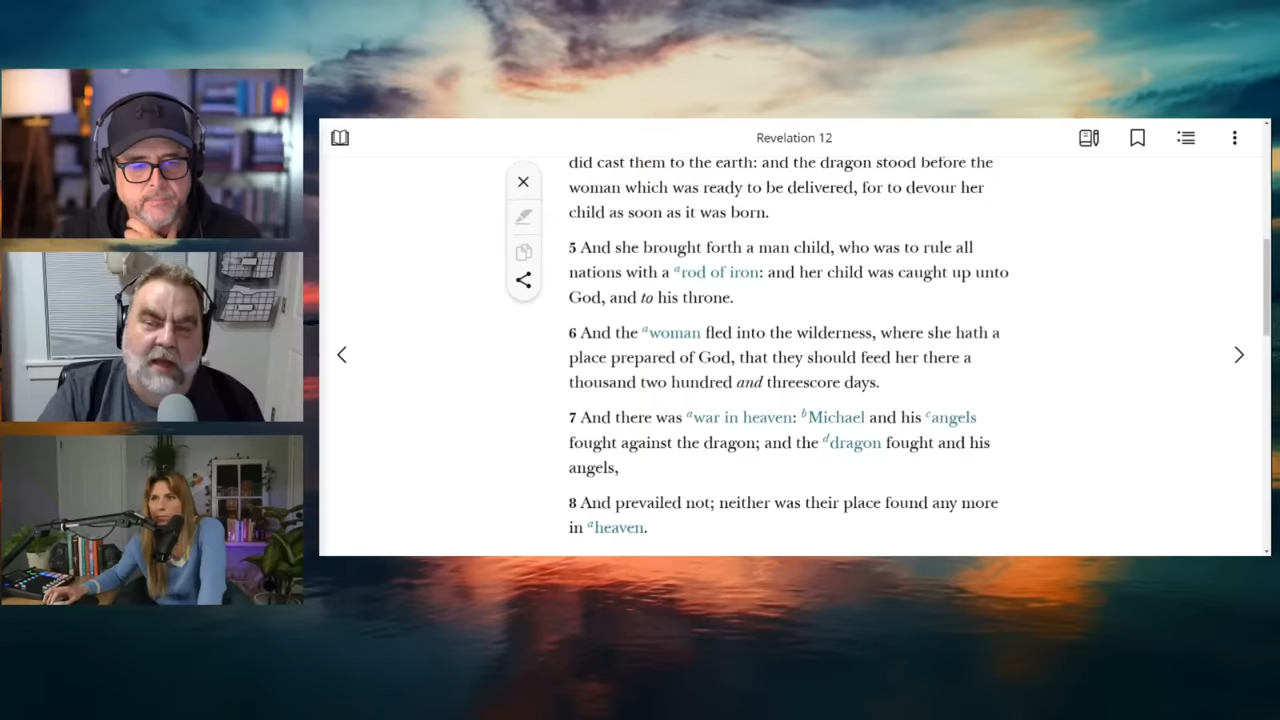 Revelation 12
did cast them to the earth: and the dragon stood before the
woman which was ready to be delivered, for to devour her
child as soon as it was born.
5 And she brought forth a man child, who was to rule all
nations with a a rod of iron: and her child was caught up unto
God, and to his throne.
6 And the a woman fled into the wilderness, where she hath a
place prepared of God, that they should feed her there a
thousand two hundred and threescore days.
7 And there was a war in heaven: b Michael and his c angels
fought against the dragon; and the d dragon fought and his
angels,
8 And prevailed not; neither was their place found any more
in a heaven.